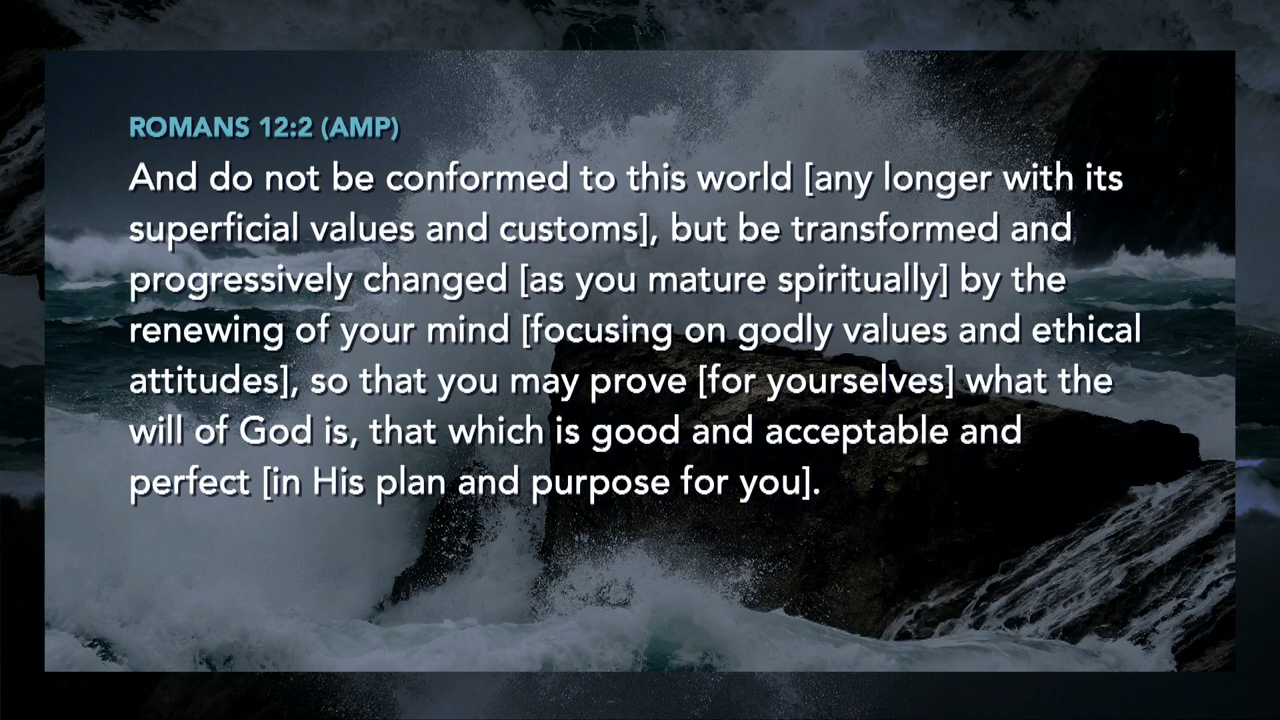 ROMANS 12:2 (AMP)
And do not be conformed to this world [any longer with its
superficial values and customs], but be transformed and
progressively changed [as you mature spiritually] by the
renewing of your mind [focusing on godly values and ethical
attitudes], so that you may prove [for yourselves] what the
will of God is, that which is good and acceptable and
perfect [in His plan and purpose for you].